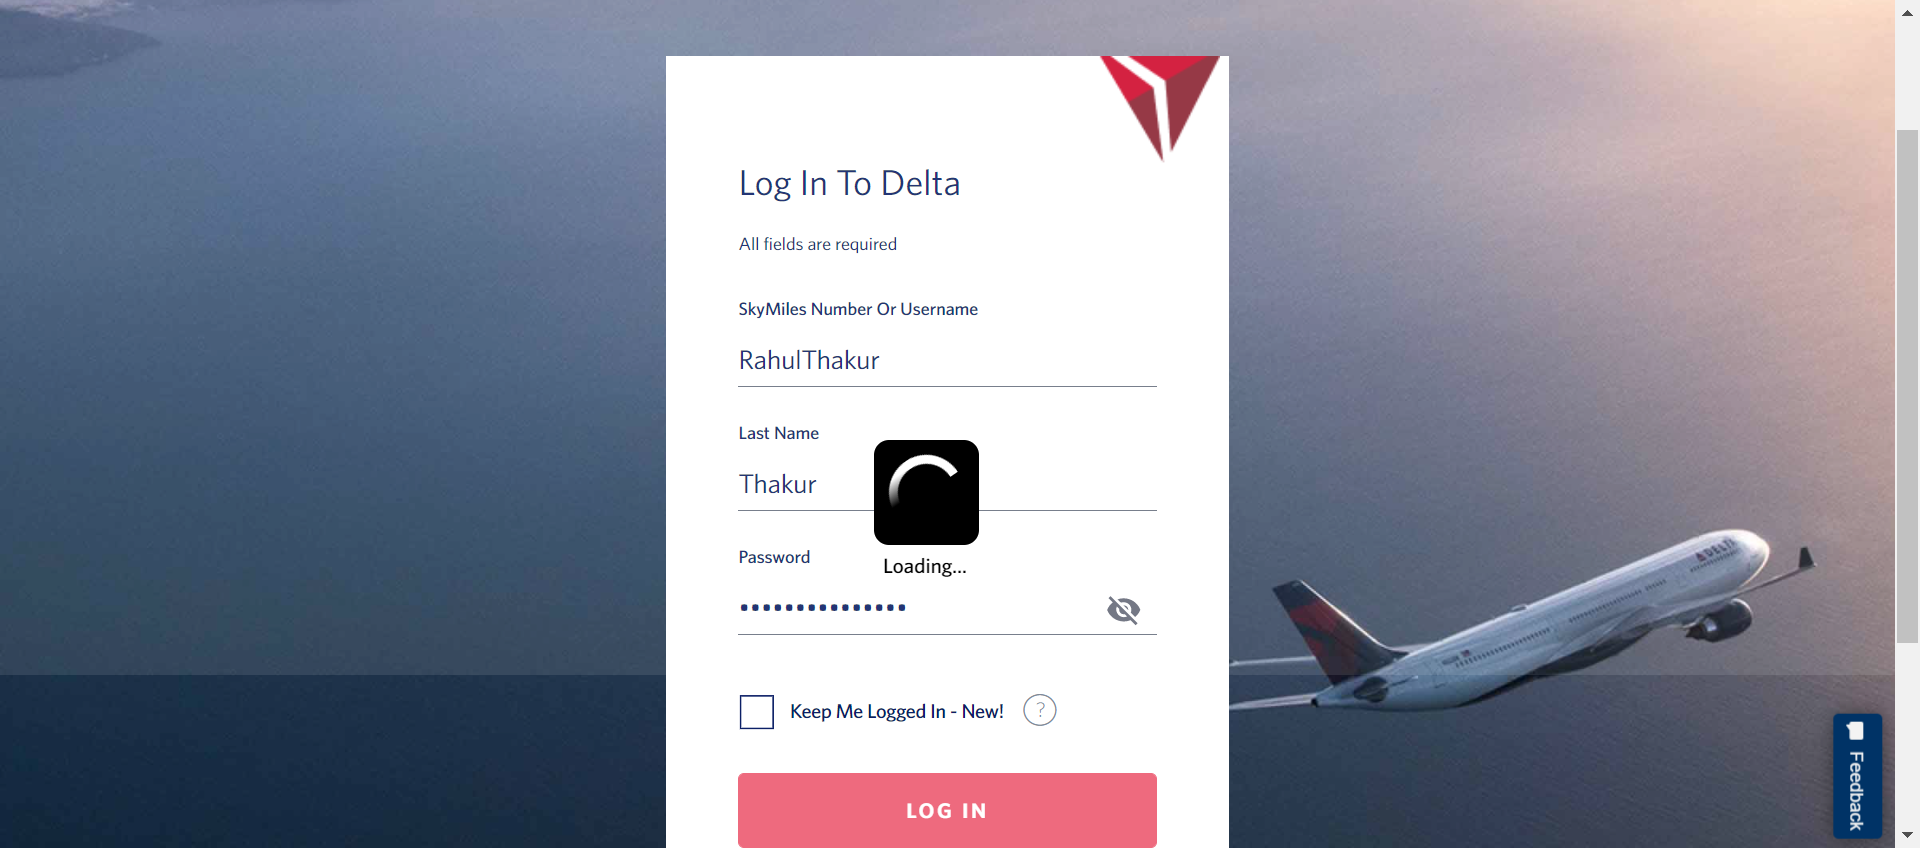 Log In To Delta
All fields are required
SkyMiles Number Or Username
RahulThakur
Last Name
Thakur
Loading...
Password
•••••••••••••••
Keep Me Logged In - New!
?
LOG IN
DELTA
Feedback